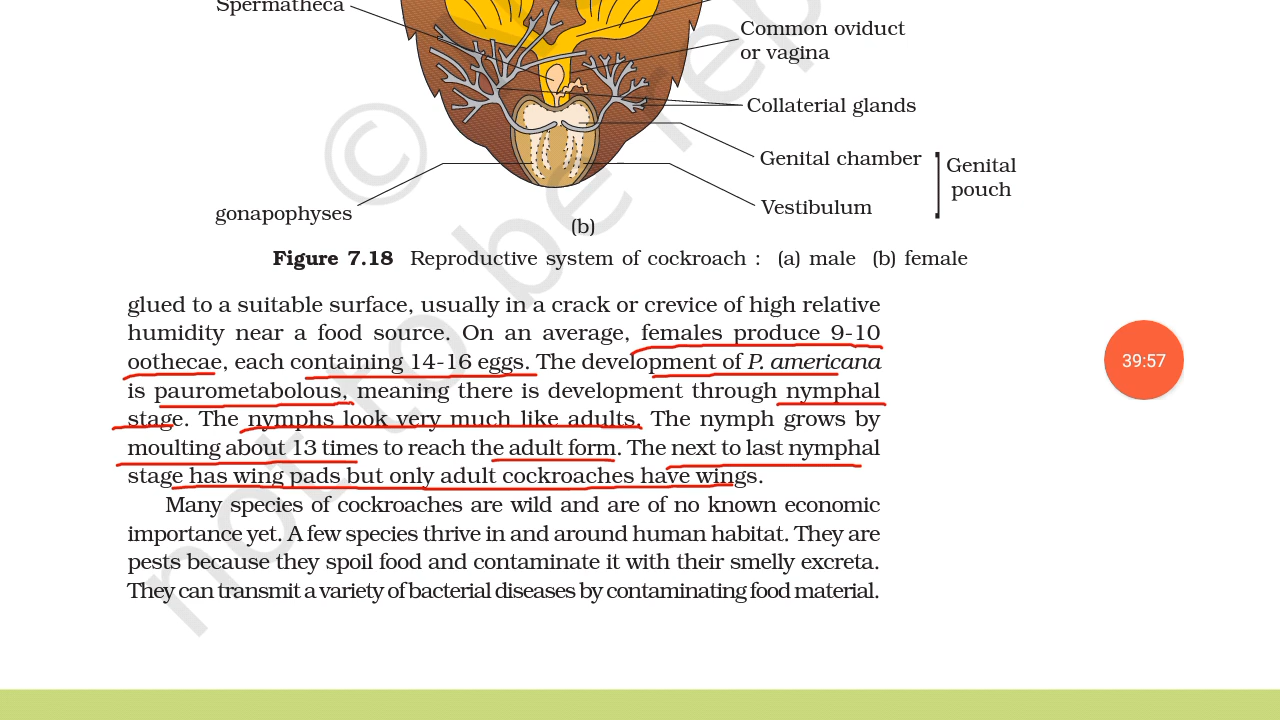 Spermatheca
Common oviduct
or vagina
Collaterial glands
Genital chamber
Genital
pouch
Vestibulum
gonapophyses
(b)
Figure 7.18 Reproductive system of cockroach : (a) male (b) female
glued to a suitable surface, usually in a crack or crevice of high relative
humidity near a food source. On an average, females produce 9-10
oothecae, each containing 14-16 eggs. The development of P. americana
is paurometabolous, meaning there is development through nymphal
stage. The nymphs look very much like adults. The nymph grows by
moulting about 13 times to reach the adult form. The next to last nymphal
stage has wing pads but only adult cockroaches have wings.
Many species of cockroaches are wild and are of no known economic
importance yet. A few species thrive in and around human habitat. They are
pests because they spoil food and contaminate it with their smelly excreta.
They can transmit a variety of bacterial diseases by contaminating food material.
39:57
© 
not to be rep